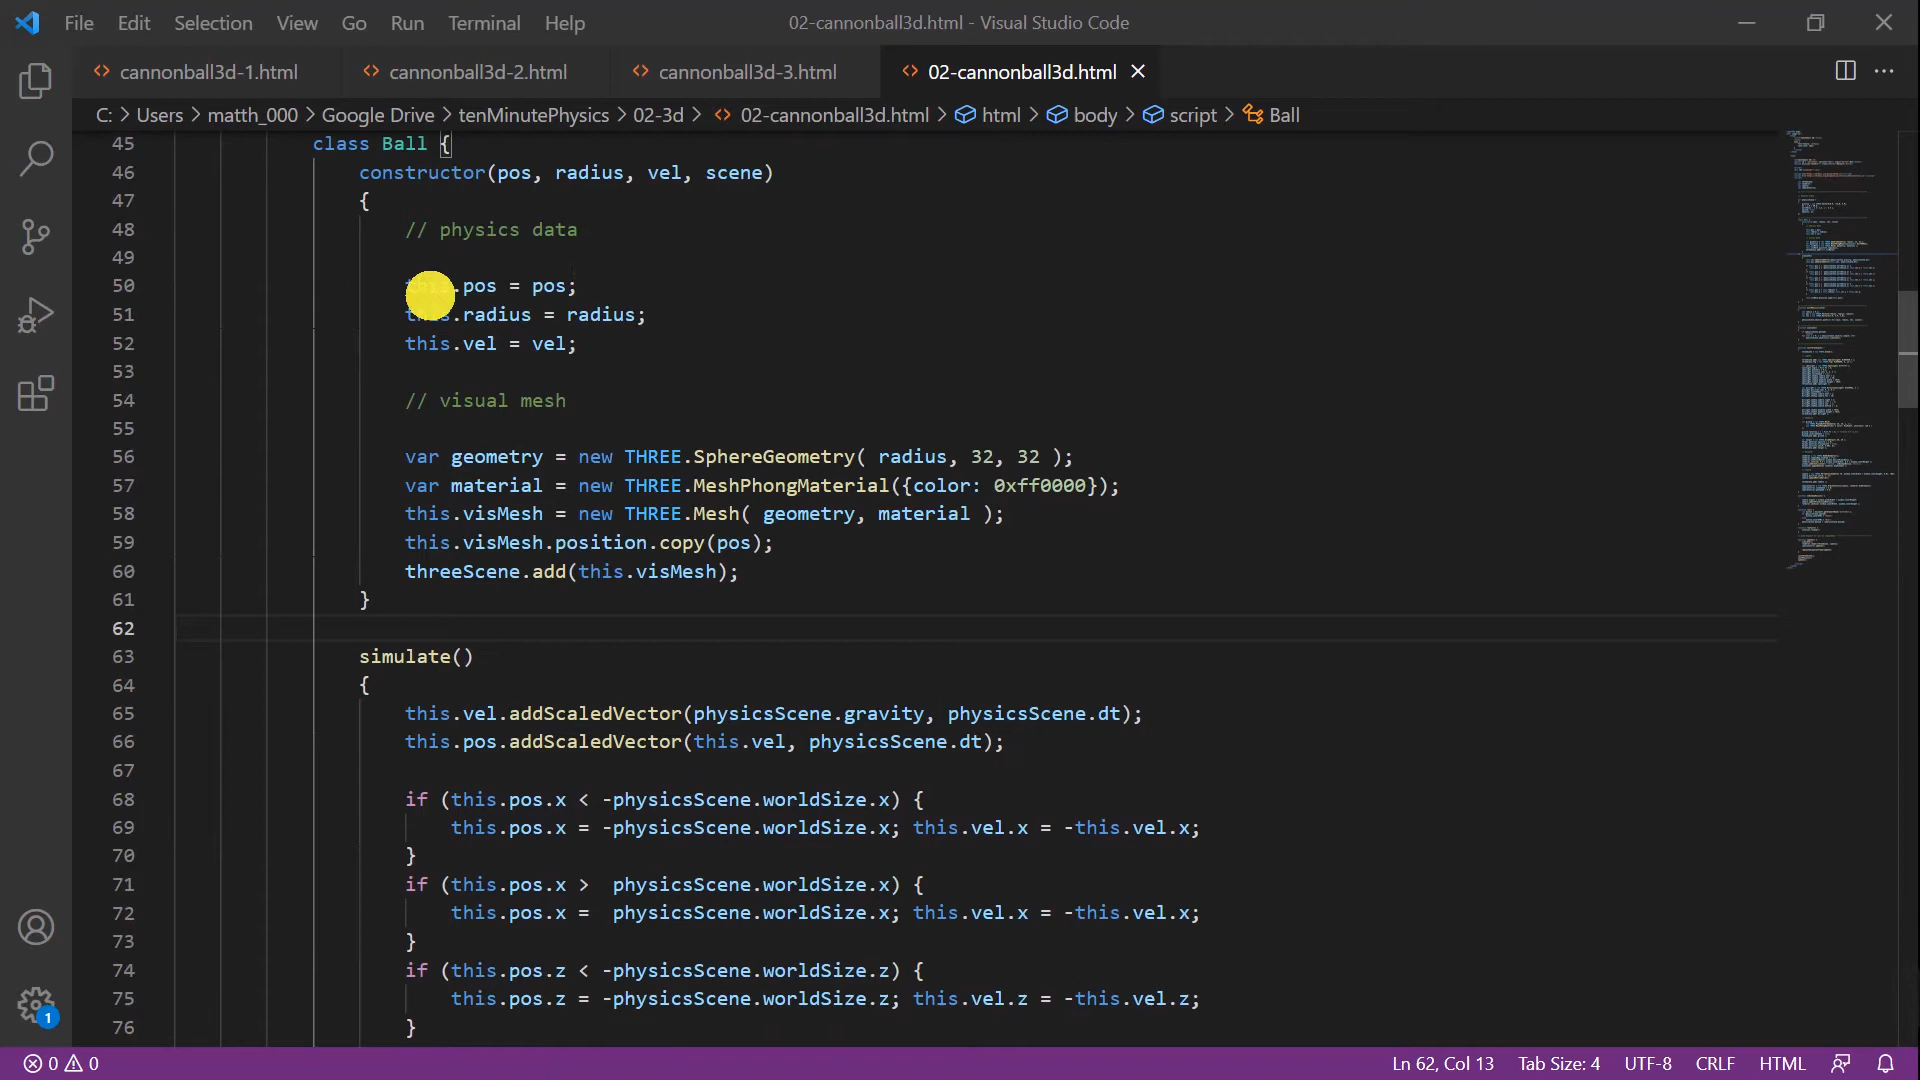 File Edit Selection View Go Run Terminal Help 02-cannonball3d.html - Visual Studio Code
cannonball3d-1.html cannonball3d-2.html cannonball3d-3.html 02-cannonball3d.html
C: > Users > matth_000 > Google Drive > tenMinutePhysics > 02-3d > 02-cannonball3d.html > html > body > script > Ball
45 class Ball {
46 constructor(pos, radius, vel, scene)
47 {
48 // physics data
49
50 this.pos = pos;
51 this.radius = radius;
52 this.vel = vel;
53
54 // visual mesh
55
56 var geometry = new THREE.SphereGeometry( radius, 32, 32 );
57 var material = new THREE.MeshPhongMaterial({color: 0xff0000});
58 this.visMesh = new THREE.Mesh( geometry, material );
59 this.visMesh.position.copy(pos);
60 threeScene.add(this.visMesh);
61 }
62
63 simulate()
64 {
65 this.vel.addScaledVector(physicsScene.gravity, physicsScene.dt);
66 this.pos.addScaledVector(this.vel, physicsScene.dt);
67
68 if (this.pos.x < -physicsScene.worldSize.x) {
69 this.pos.x = -physicsScene.worldSize.x; this.vel.x = -this.vel.x;
70 }
71 if (this.pos.x >  physicsScene.worldSize.x) {
72 this.pos.x =  physicsScene.worldSize.x; this.vel.x = -this.vel.x;
73 }
74 if (this.pos.z < -physicsScene.worldSize.z) {
75 this.pos.z = -physicsScene.worldSize.z; this.vel.z = -this.vel.z;
76 }
1
0 0 Ln 62, Col 13 Tab Size: 4 UTF-8 CRLF HTML